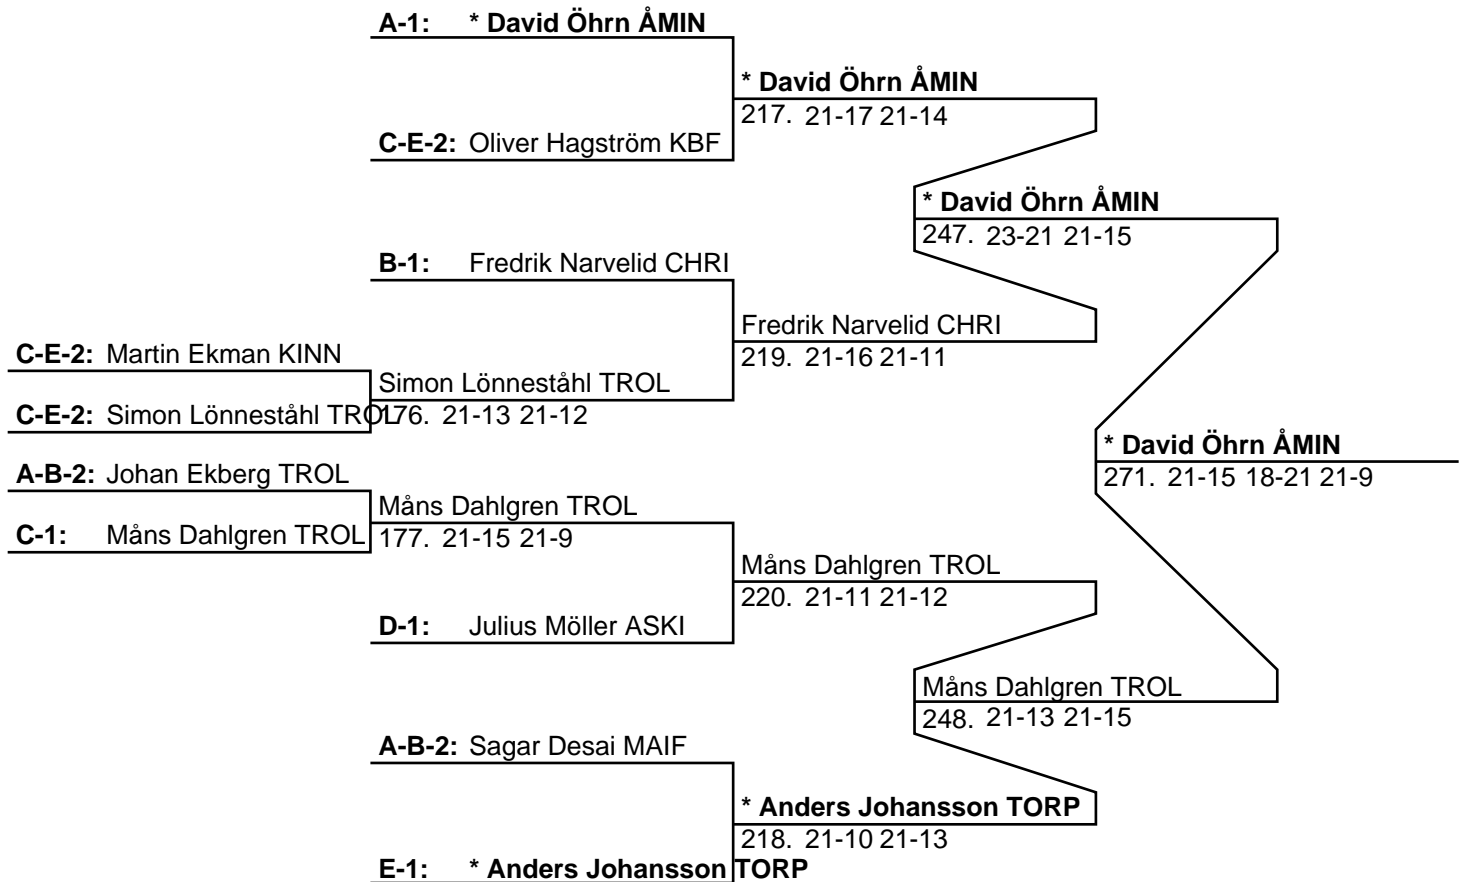 A-1: * David Öhrn ÅMIN
* David Öhrn ÅMIN
217. 21-17 21-14
C-E-2: Oliver Hagström KBF
* David Öhrn ÅMIN
247. 23-21 21-15
B-1: Fredrik Narvelid CHRI
Fredrik Narvelid CHRI
219. 21-16 21-11
C-E-2: Martin Ekman KINN
Simon Lönneståhl TROL
176. 21-13 21-12
C-E-2: Simon Lönneståhl TROL
* David Öhrn ÅMIN
271. 21-15 18-21 21-9
A-B-2: Johan Ekberg TROL
Måns Dahlgren TROL
177. 21-15 21-9
C-1: Måns Dahlgren TROL
Måns Dahlgren TROL
220. 21-11 21-12
D-1: Julius Möller ASKI
Måns Dahlgren TROL
248. 21-13 21-15
A-B-2: Sagar Desai MAIF
* Anders Johansson TORP
218. 21-10 21-13
E-1: * Anders Johansson TORP